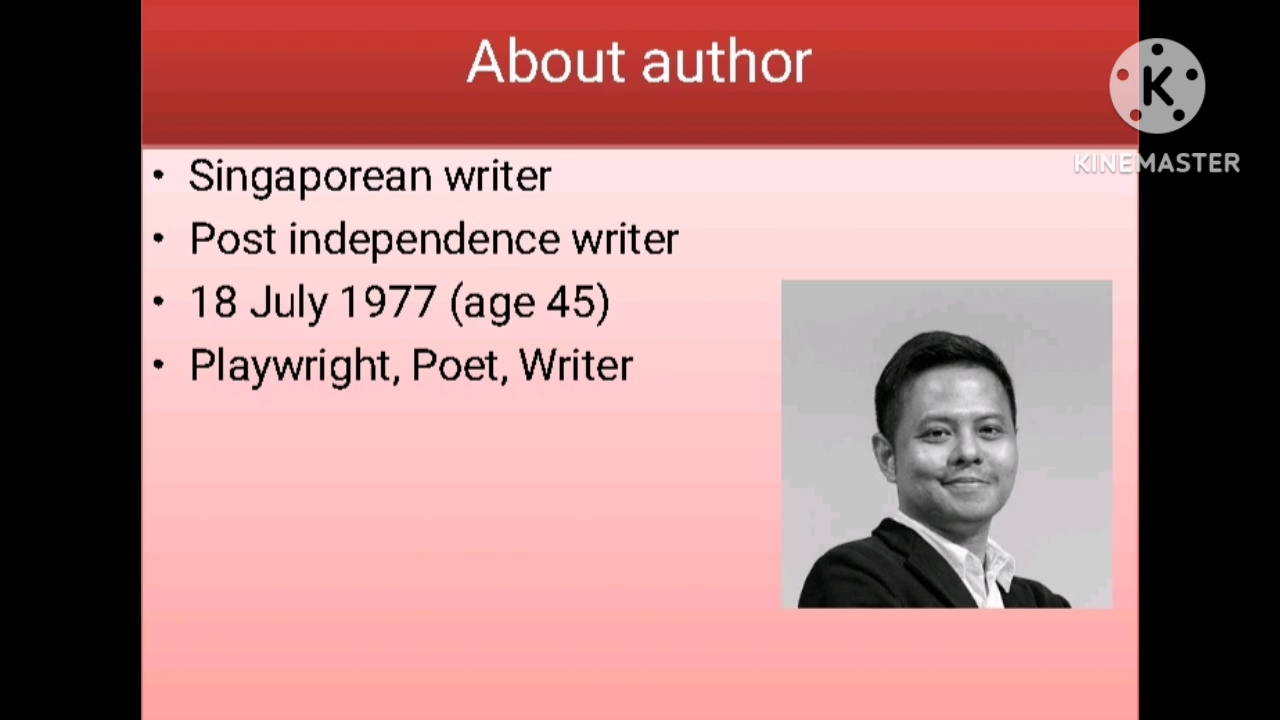 About author
K
KINEMASTER
• Singaporean writer
• Post independence writer
• 18 July 1977 (age 45)
• Playwright, Poet, Writer